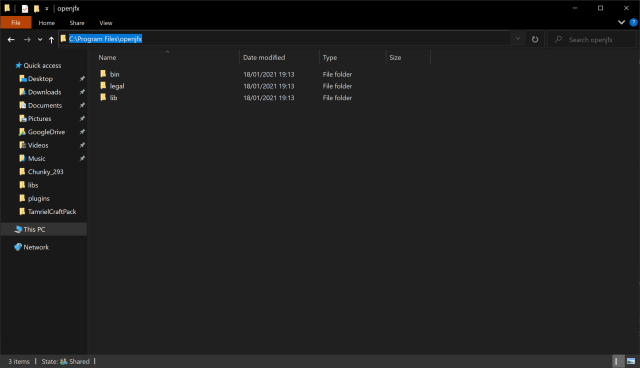 openjfx
File Home Share View
C:\Program Files\openjfx
Search openjfx
Name Date modified Type Size
Quick access
Desktop
Downloads
Documents
Pictures
GoogleDrive
Videos
Music
Chunky_293
libs
plugins
TamrielCraftPack
This PC
Network
bin 18/01/2021 19:13 File folder
legal 18/01/2021 19:13 File folder
lib 18/01/2021 19:13 File folder
3 items State: Shared